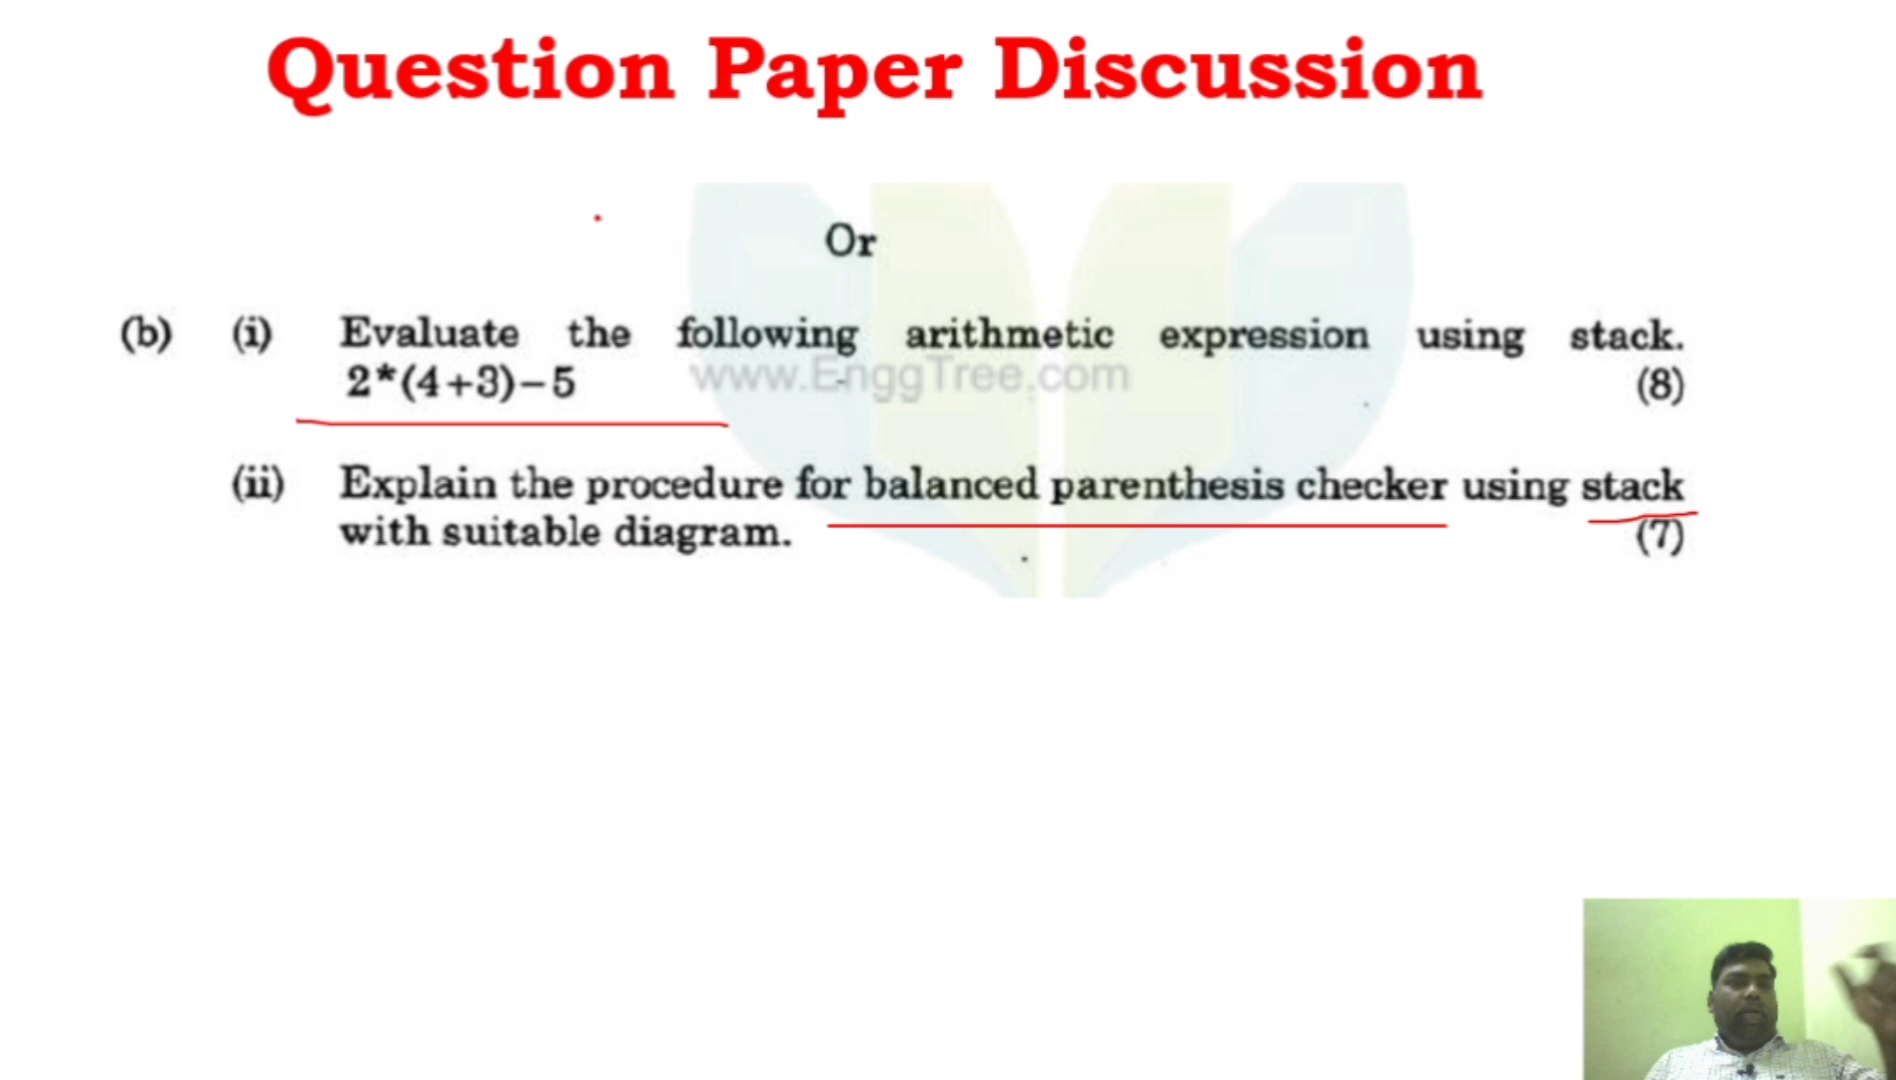 Question Paper Discussion
Or
(b) (i) Evaluate the following arithmetic expression using stack.
2*(4+3)–5 (8)
www.EnggTree.com
(ii) Explain the procedure for balanced parenthesis checker using stack
with suitable diagram. (7)